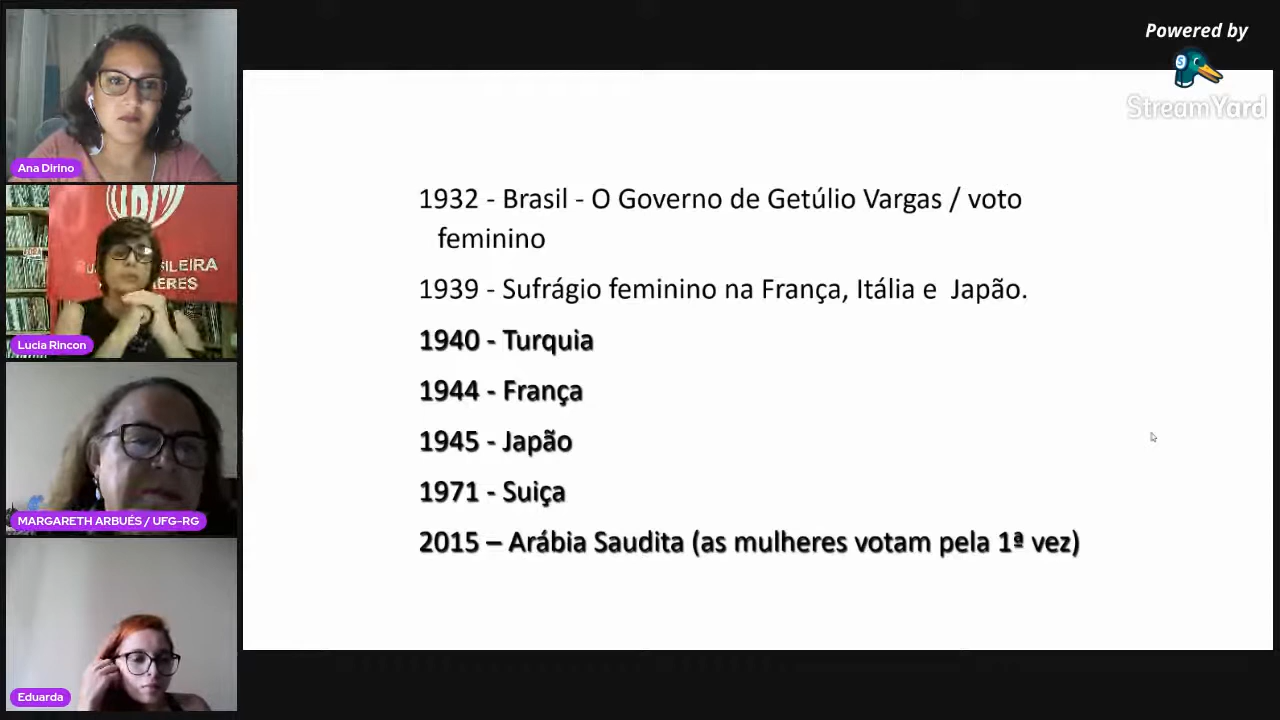 Powered by
StreamYard
Ana Dirino
SILEIRA
ERES
Lucia Rincon
MARGARETH ARBUÉS / UFG-RG
Eduarda
1932 - Brasil - O Governo de Getúlio Vargas / voto
feminino
1939 - Sufrágio feminino na França, Itália e Japão.
1940 - Turquia
1944 - França
1945 - Japão
1971 - Suiça
2015 – Arábia Saudita (as mulheres votam pela 1ª vez)